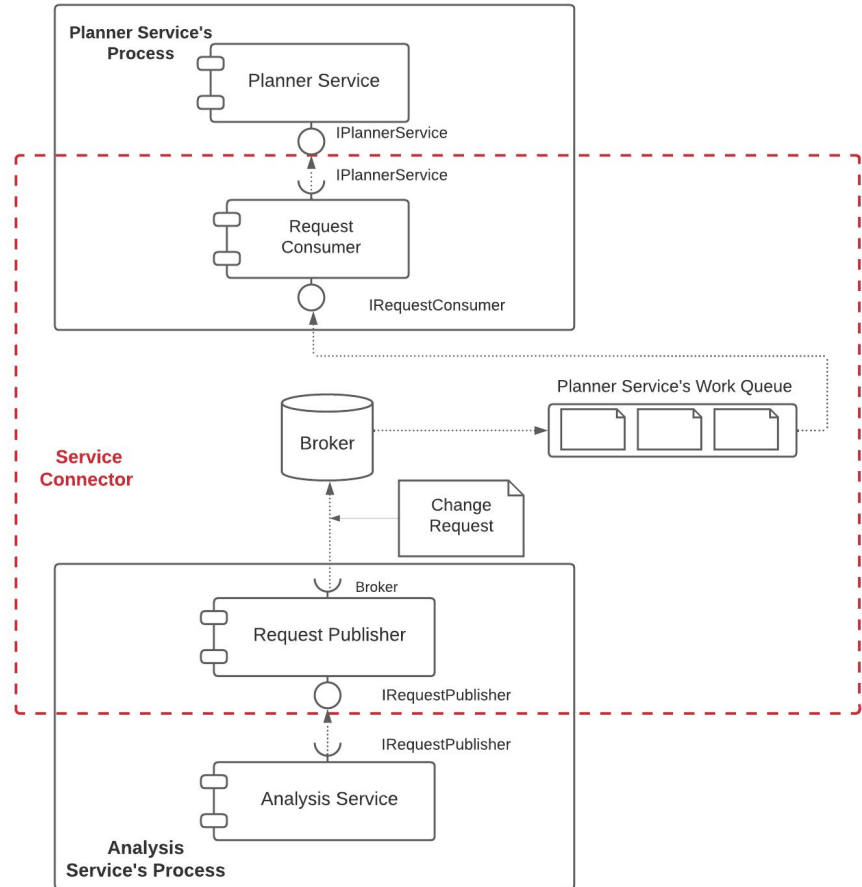 Planner Service's
Process
Planner Service
IPlannerService
IPlannerService
Request
Consumer
IRequestConsumer
Planner Service's Work Queue
Broker
Service
Connector
Change
Request
Broker
Request Publisher
IRequestPublisher
IRequestPublisher
Analysis Service
Analysis
Service's Process